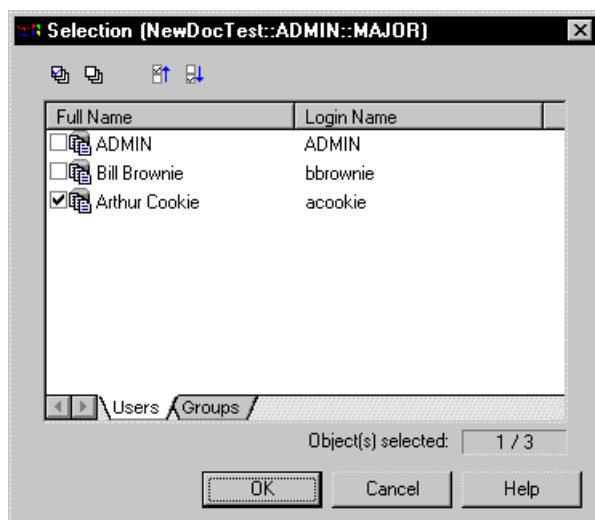 Selection (NewDocTest::ADMIN::MAJOR)
Full Name Login Name
ADMIN ADMIN
Bill Brownie bbrownie
Arthur Cookie acookie
Users Groups
Object(s) selected: 1 / 3
OK Cancel Help